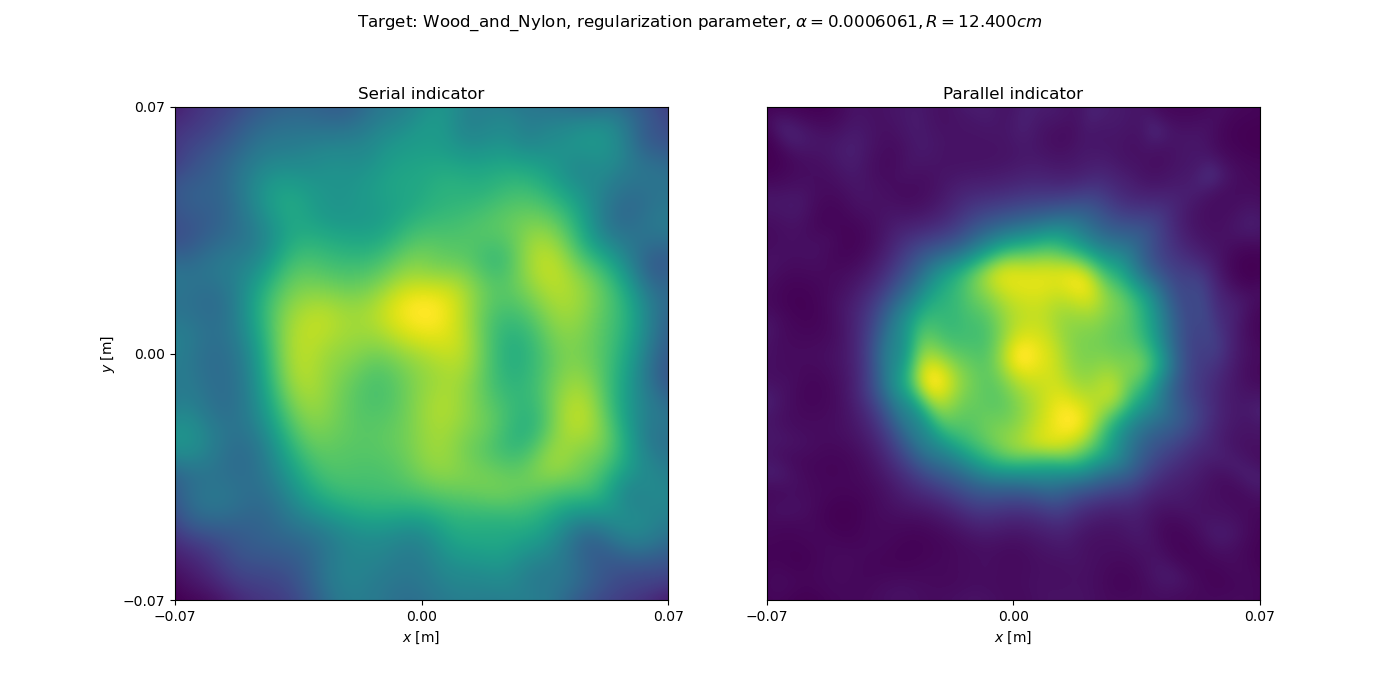 Target: Wood_and_Nylon, regularization parameter, α = 0.0006061, R = 12.400cm
Serial indicator
Parallel indicator
0.07
0.00
−0.07
y [m]
−0.07
0.00
0.07
−0.07
0.00
0.07
x [m]
x [m]